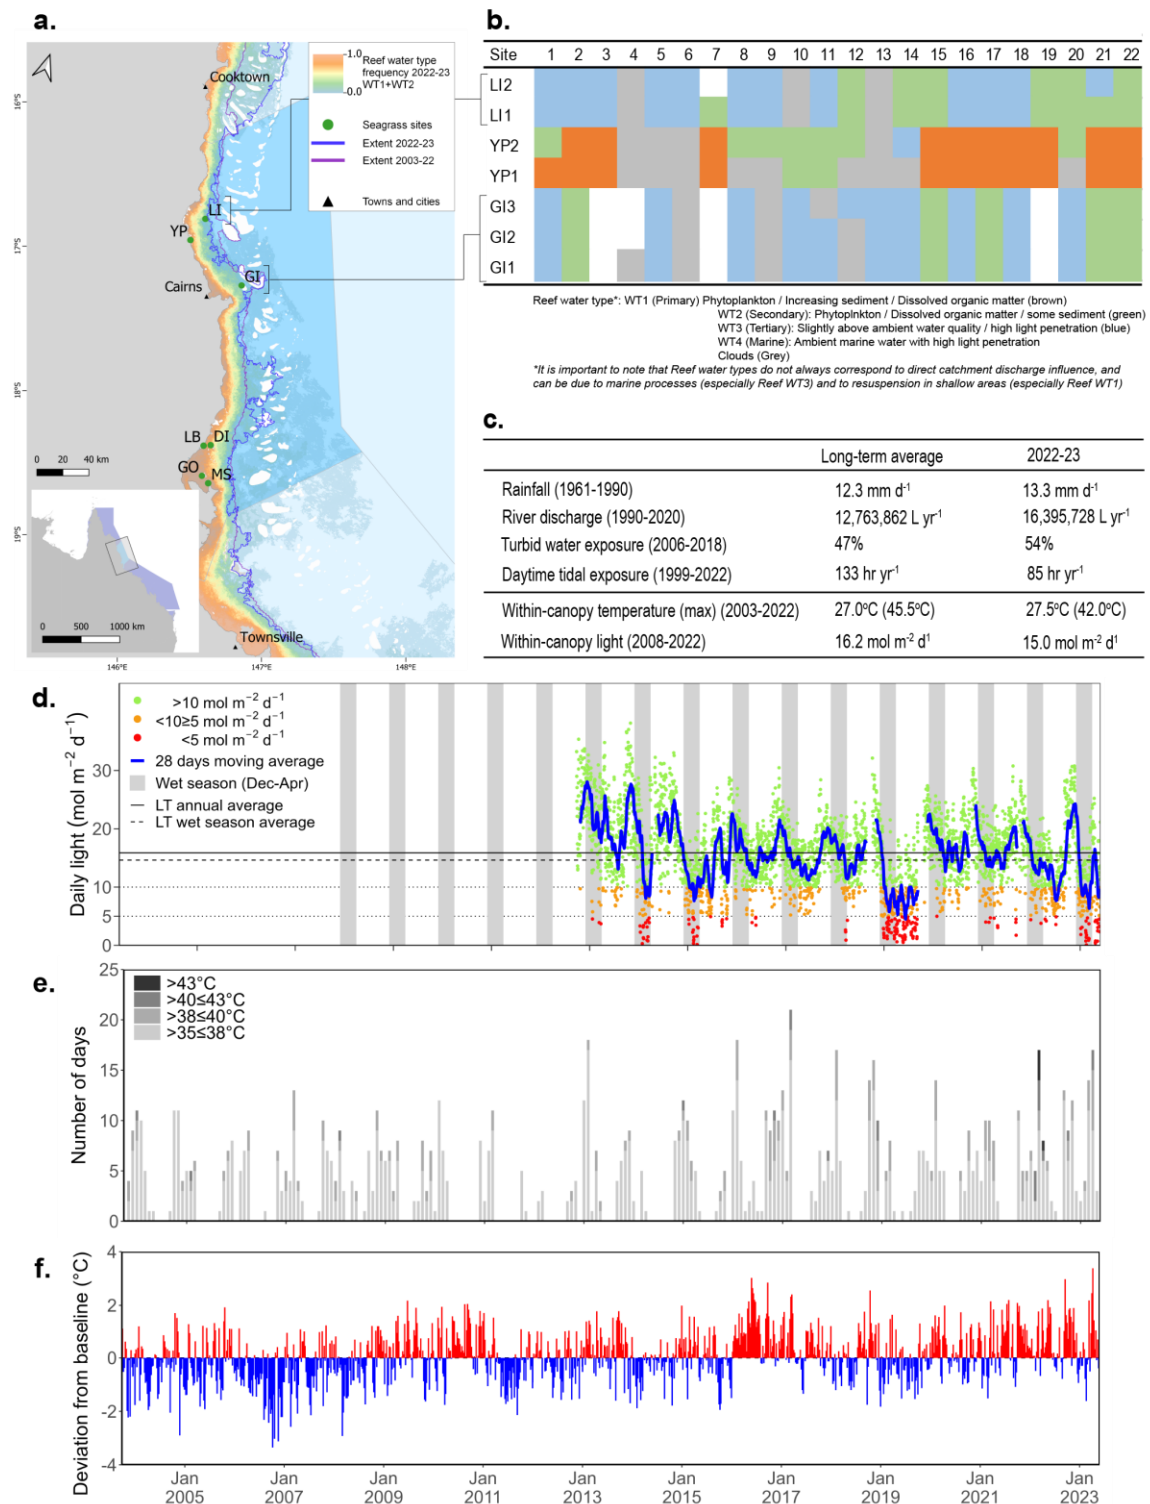 a.
Cooktown
1.0
Reef water type
frequency 2022-23
WT1+WT2
0.0
Seagrass sites
Extent 2022-23
Extent 2003-22
Towns and cities
LI
YP
GI
Cairns
LB DI
GO MS
Townsville
16°S
17°S
18°S
19°S
0 20 40 km
0 500 1000 km
146°E 147°E 148°E
b.
Site 1 2 3 4 5 6 7 8 9 10 11 12 13 14 15 16 17 18 19 20 21 22
LI2
LI1
YP2
YP1
GI3
GI2
GI1
Reef water type*: WT1 (Primary) Phytoplankton / Increasing sediment / Dissolved organic matter (brown)
WT2 (Secondary): Phytoplnkton / Dissolved organic matter / some sediment (green)
WT3 (Tertiary): Slightly above ambient water quality / high light penetration (blue)
WT4 (Marine): Ambient marine water with high light penetration
Clouds (Grey)
*It is important to note that Reef water types do not always correspond to direct catchment discharge influence, and
can be due to marine processes (especially Reef WT3) and to resuspension in shallow areas (especially Reef WT1)
c.
Long-term average 2022-23
Rainfall (1961-1990) 12.3 mm d⁻¹ 13.3 mm d⁻¹
River discharge (1990-2020) 12,763,862 L yr⁻¹ 16,395,728 L yr⁻¹
Turbid water exposure (2006-2018) 47% 54%
Daytime tidal exposure (1999-2022) 133 hr yr⁻¹ 85 hr yr⁻¹
Within-canopy temperature (max) (2003-2022) 27.0°C (45.5°C) 27.5°C (42.0°C)
Within-canopy light (2008-2022) 16.2 mol m⁻² d¹ 15.0 mol m⁻² d¹
d.
Daily light (mol m⁻² d⁻¹)
>10 mol m⁻² d⁻¹
<10≥5 mol m⁻² d⁻¹
<5 mol m⁻² d⁻¹
28 days moving average
Wet season (Dec-Apr)
LT annual average
LT wet season average
30
20
10
5
0
e.
Number of days
>43°C
>40≤43°C
>38≤40°C
>35≤38°C
25
20
15
10
5
0
f.
Deviation from baseline (°C)
4
2
0
-2
-4
Jan Jan Jan Jan Jan Jan Jan Jan Jan Jan
2005 2007 2009 2011 2013 2015 2017 2019 2021 2023